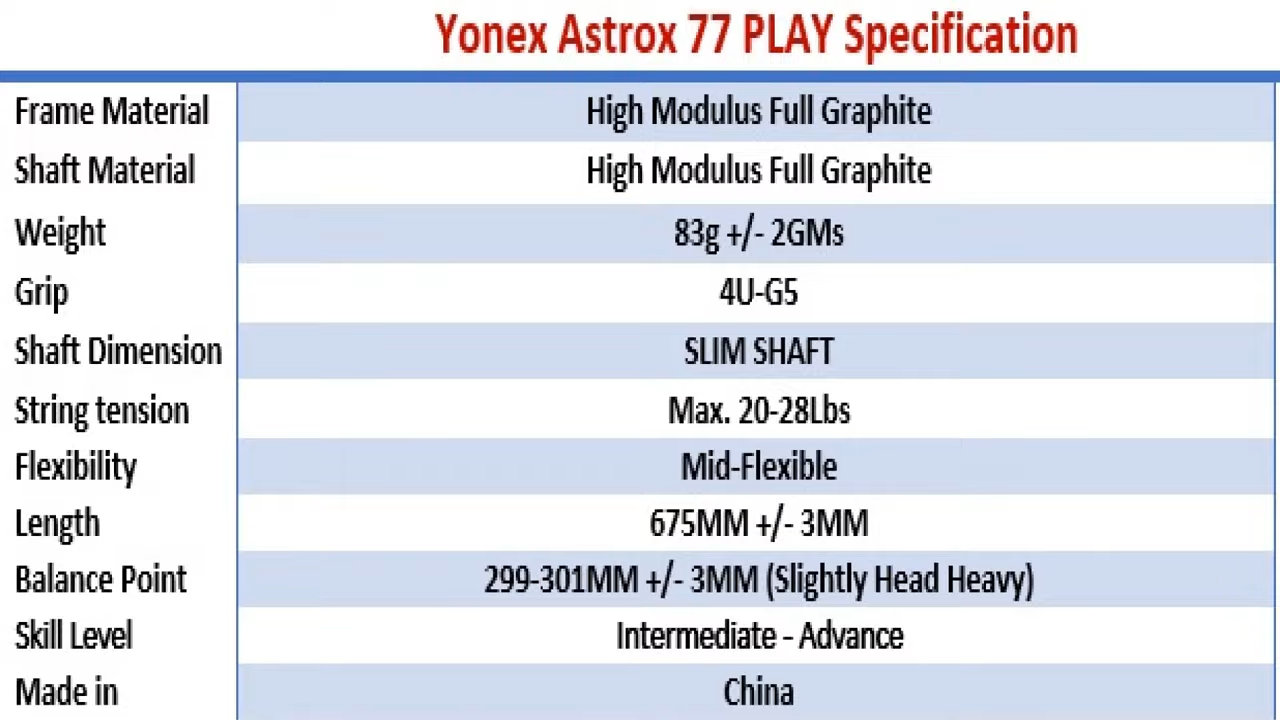 Yonex Astrox 77 PLAY Specification
Frame Material High Modulus Full Graphite
Shaft Material High Modulus Full Graphite
Weight 83g +/- 2GMs
Grip 4U-G5
Shaft Dimension SLIM SHAFT
String tension Max. 20-28Lbs
Flexibility Mid-Flexible
Length 675MM +/- 3MM
Balance Point 299-301MM +/- 3MM (Slightly Head Heavy)
Skill Level Intermediate - Advance
Made in China